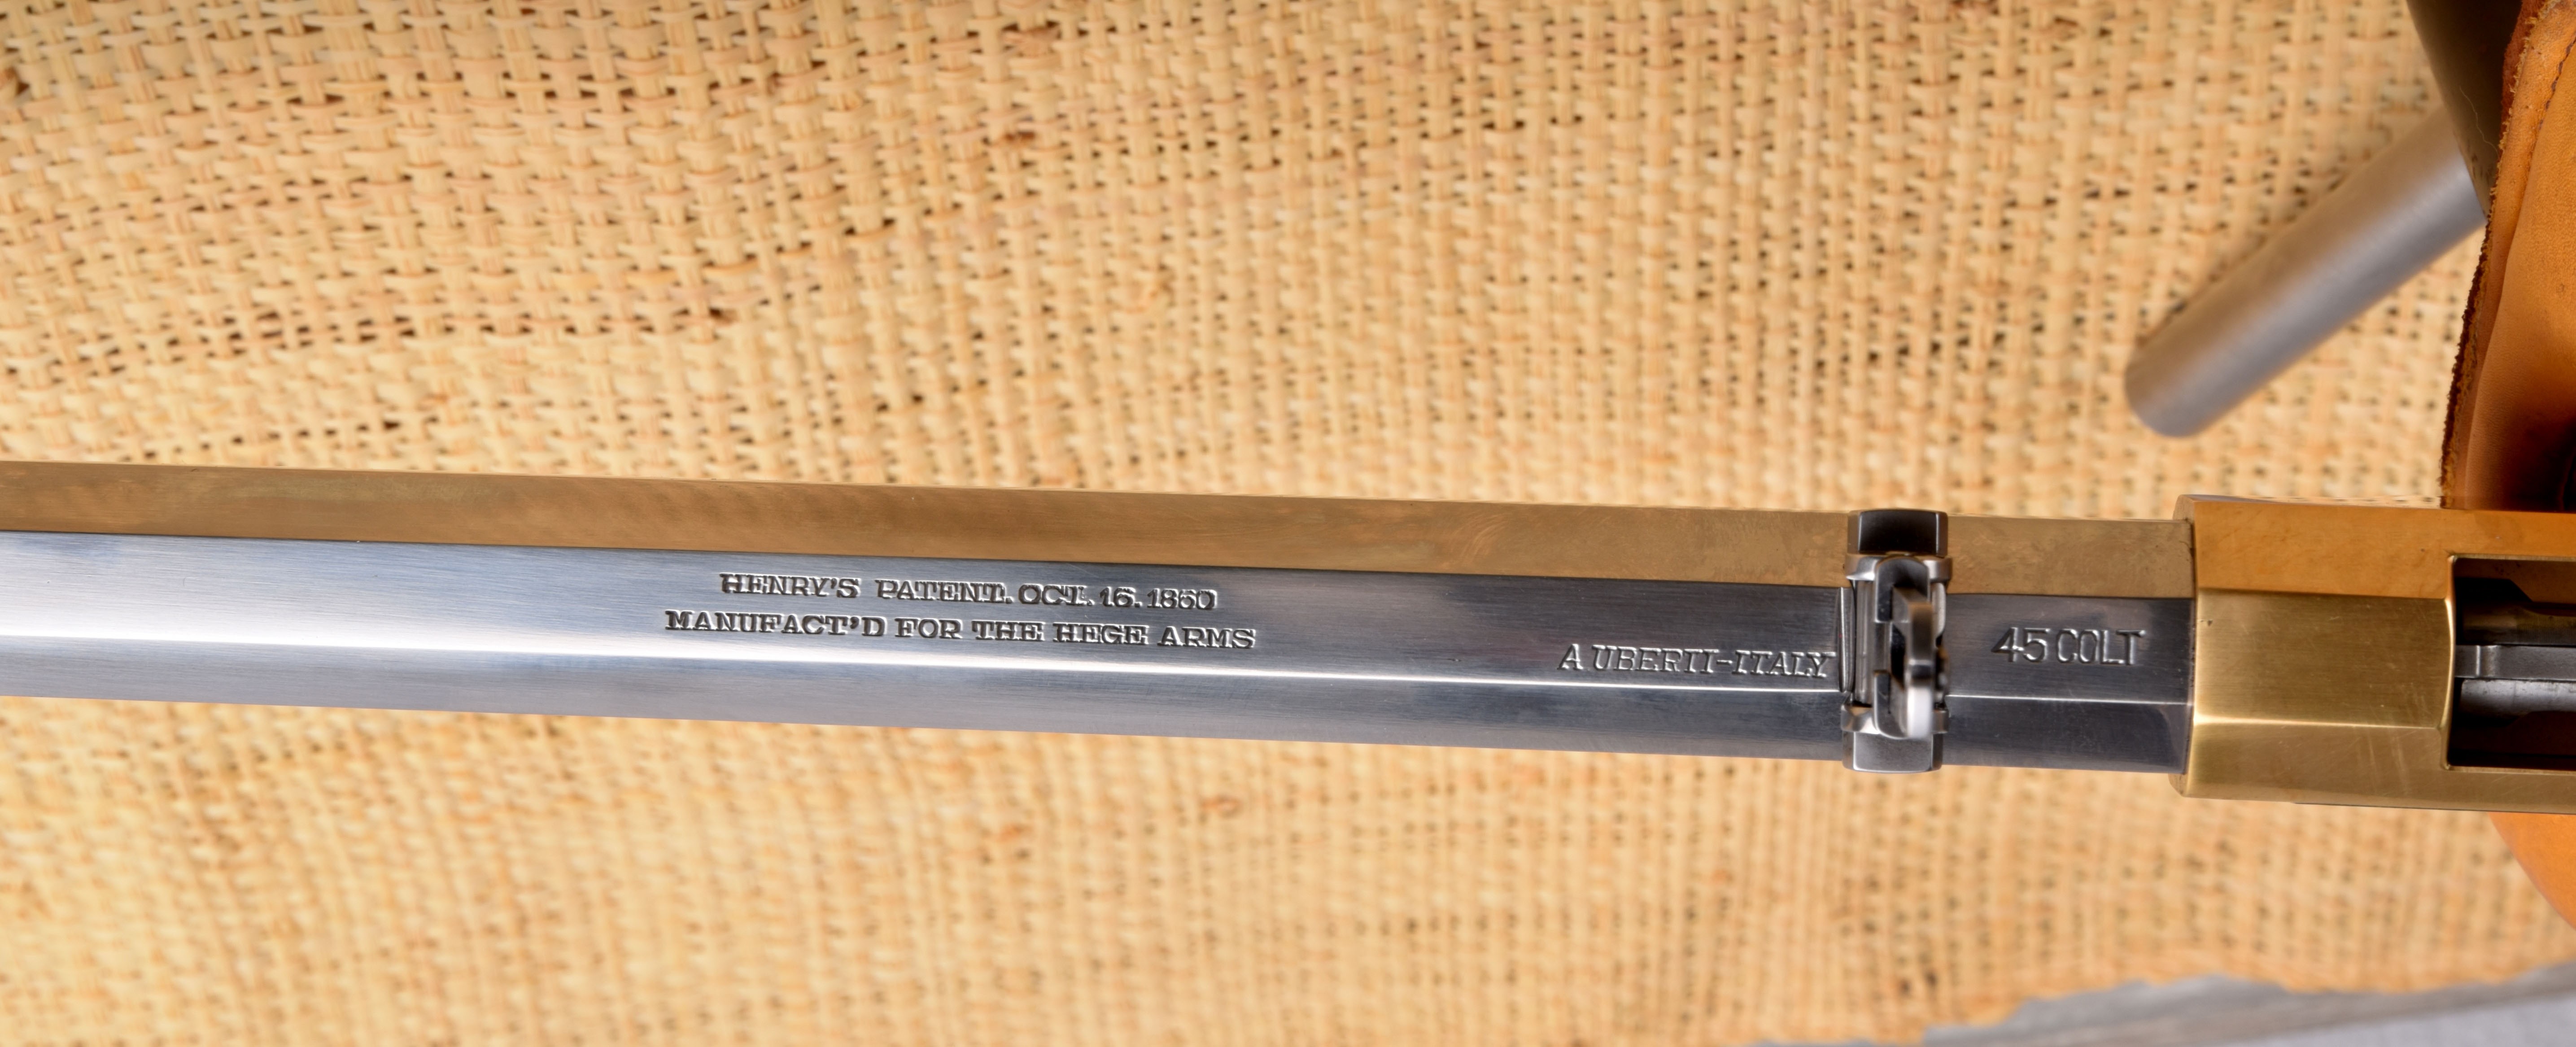 HENRY'S PATENT. OCT. 16. 1860
MANUFACT'D FOR THE HEGE ARMS
A UBERTI-ITALY
45 COLT